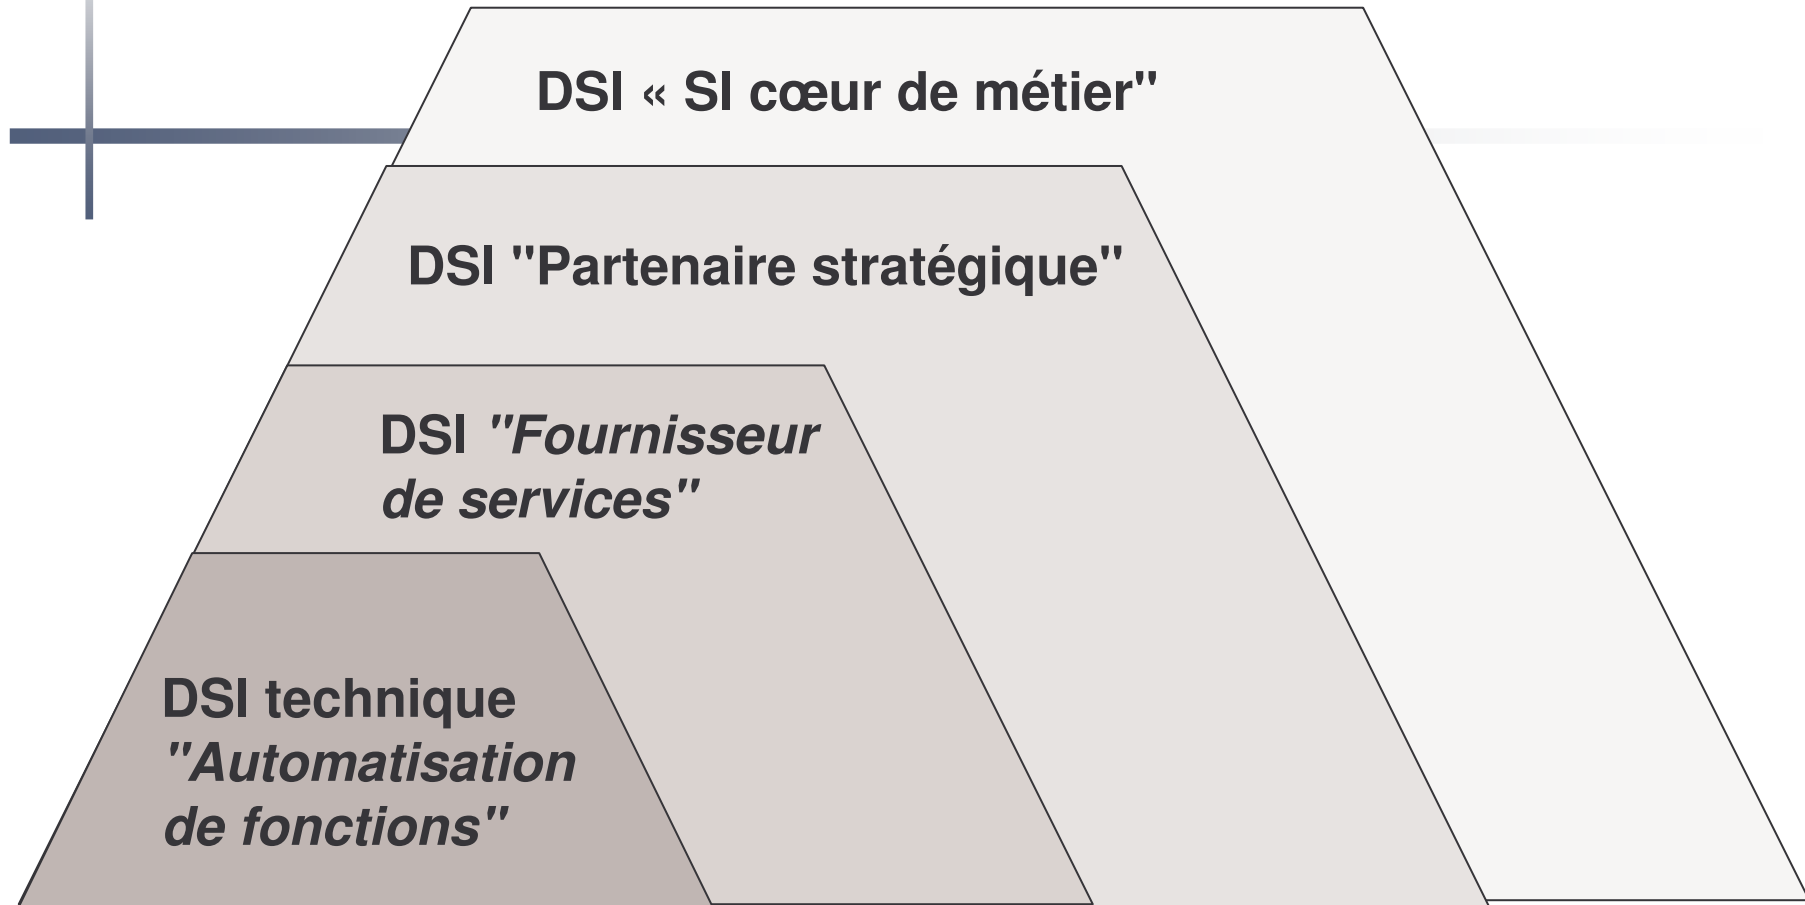 DSI « SI cœur de métier"
DSI "Partenaire stratégique"
DSI "Fournisseur
de services"
DSI technique
"Automatisation
de fonctions"